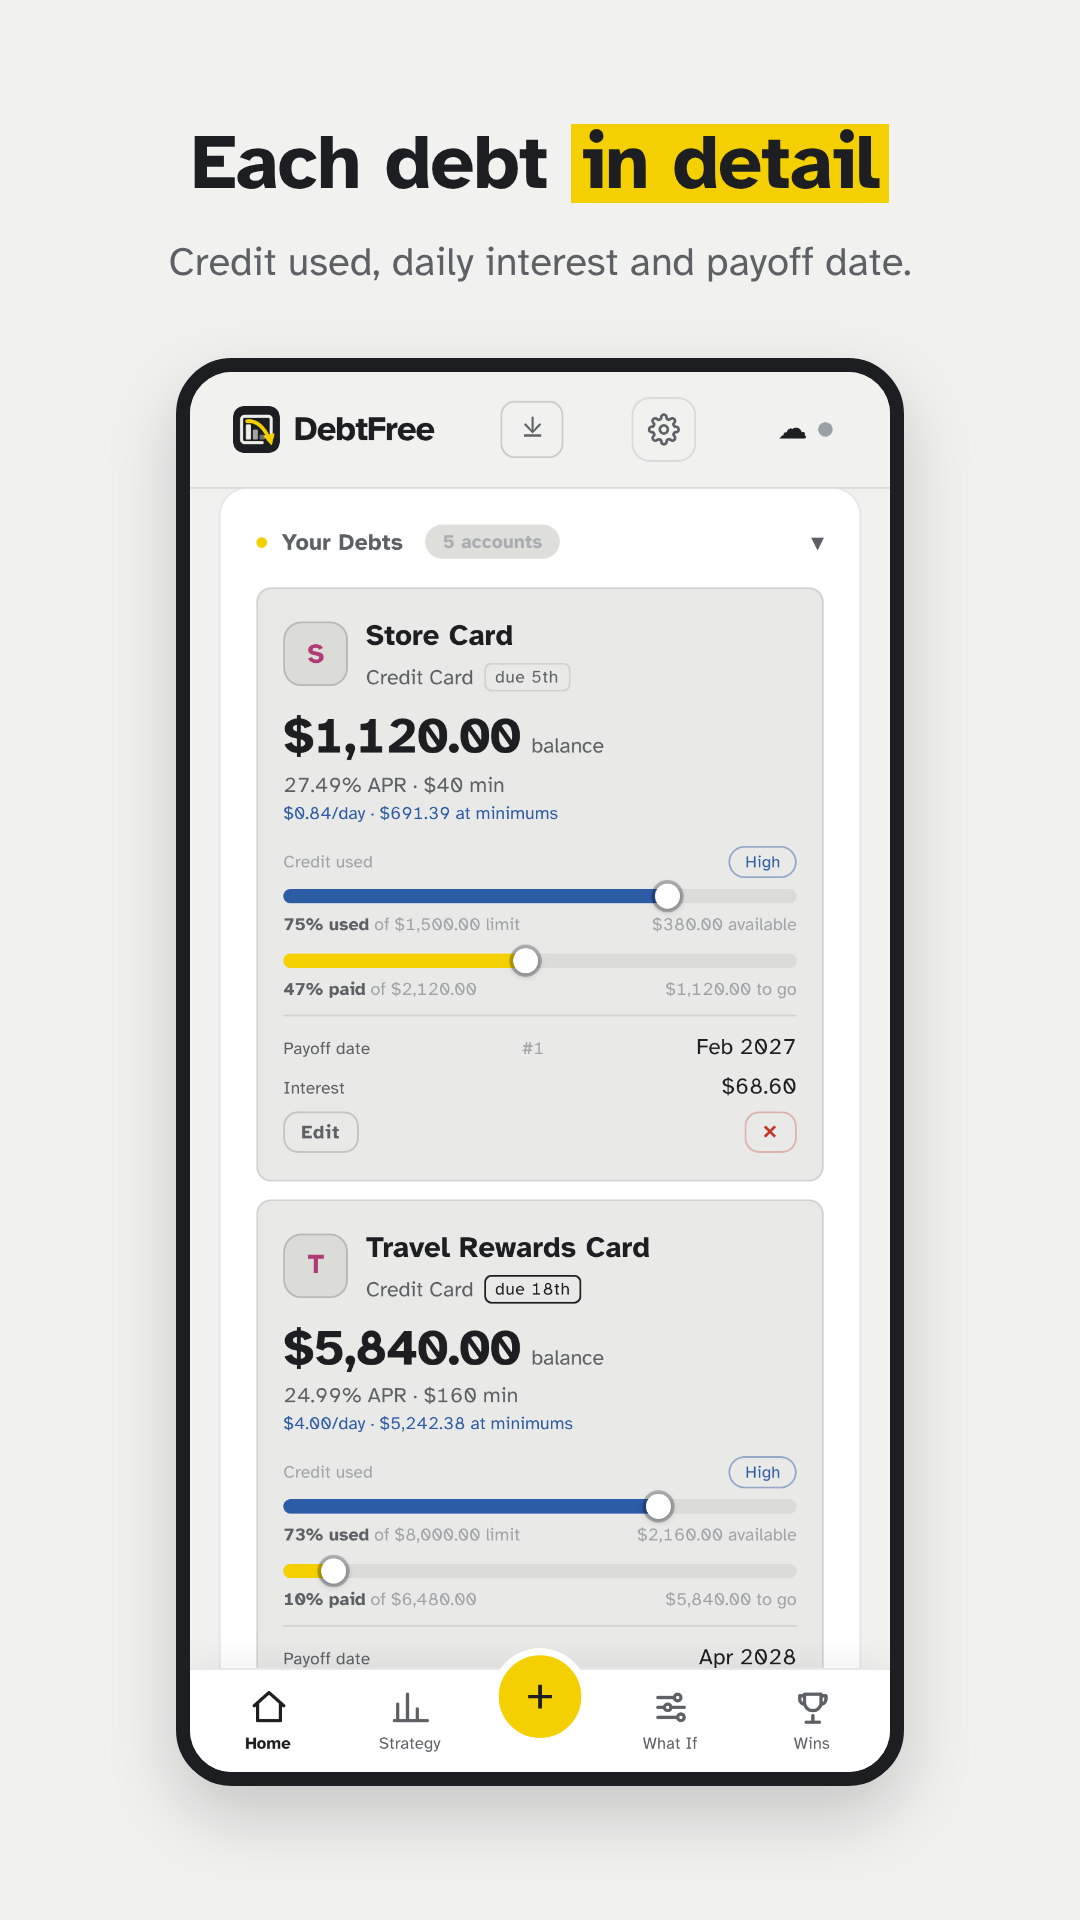 Each debt in detail
Credit used, daily interest and payoff date.
DebtFree
Your Debts 5 accounts ▼
S
Store Card
Credit Card due 5th
$1,120.00 balance
27.49% APR · $40 min
$0.84/day · $691.39 at minimums
Credit used High
75% used of $1,500.00 limit $380.00 available
47% paid of $2,120.00 $1,120.00 to go
Payoff date #1 Feb 2027
Interest $68.60
Edit ×
T
Travel Rewards Card
Credit Card due 18th
$5,840.00 balance
24.99% APR · $160 min
$4.00/day · $5,242.38 at minimums
Credit used High
73% used of $8,000.00 limit $2,160.00 available
10% paid of $6,480.00 $5,840.00 to go
Payoff date Apr 2028
+
Home Strategy What If Wins